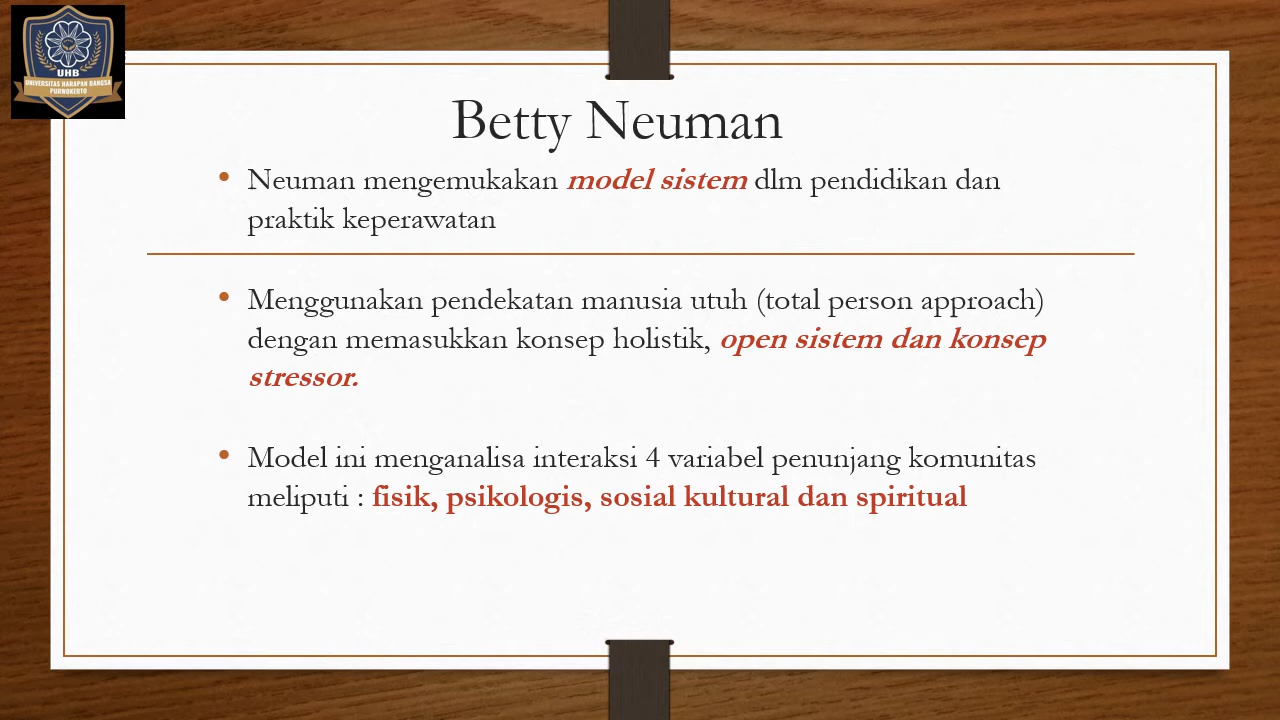 UHB
UNIVERSITAS HARAPAN BANGSA
PURWOKERTO
Betty Neuman
• Neuman mengemukakan model sistem dlm pendidikan dan
praktik keperawatan
• Menggunakan pendekatan manusia utuh (total person approach)
dengan memasukkan konsep holistik, open sistem dan konsep
stressor.
• Model ini menganalisa interaksi 4 variabel penunjang komunitas
meliputi : fisik, psikologis, sosial kultural dan spiritual